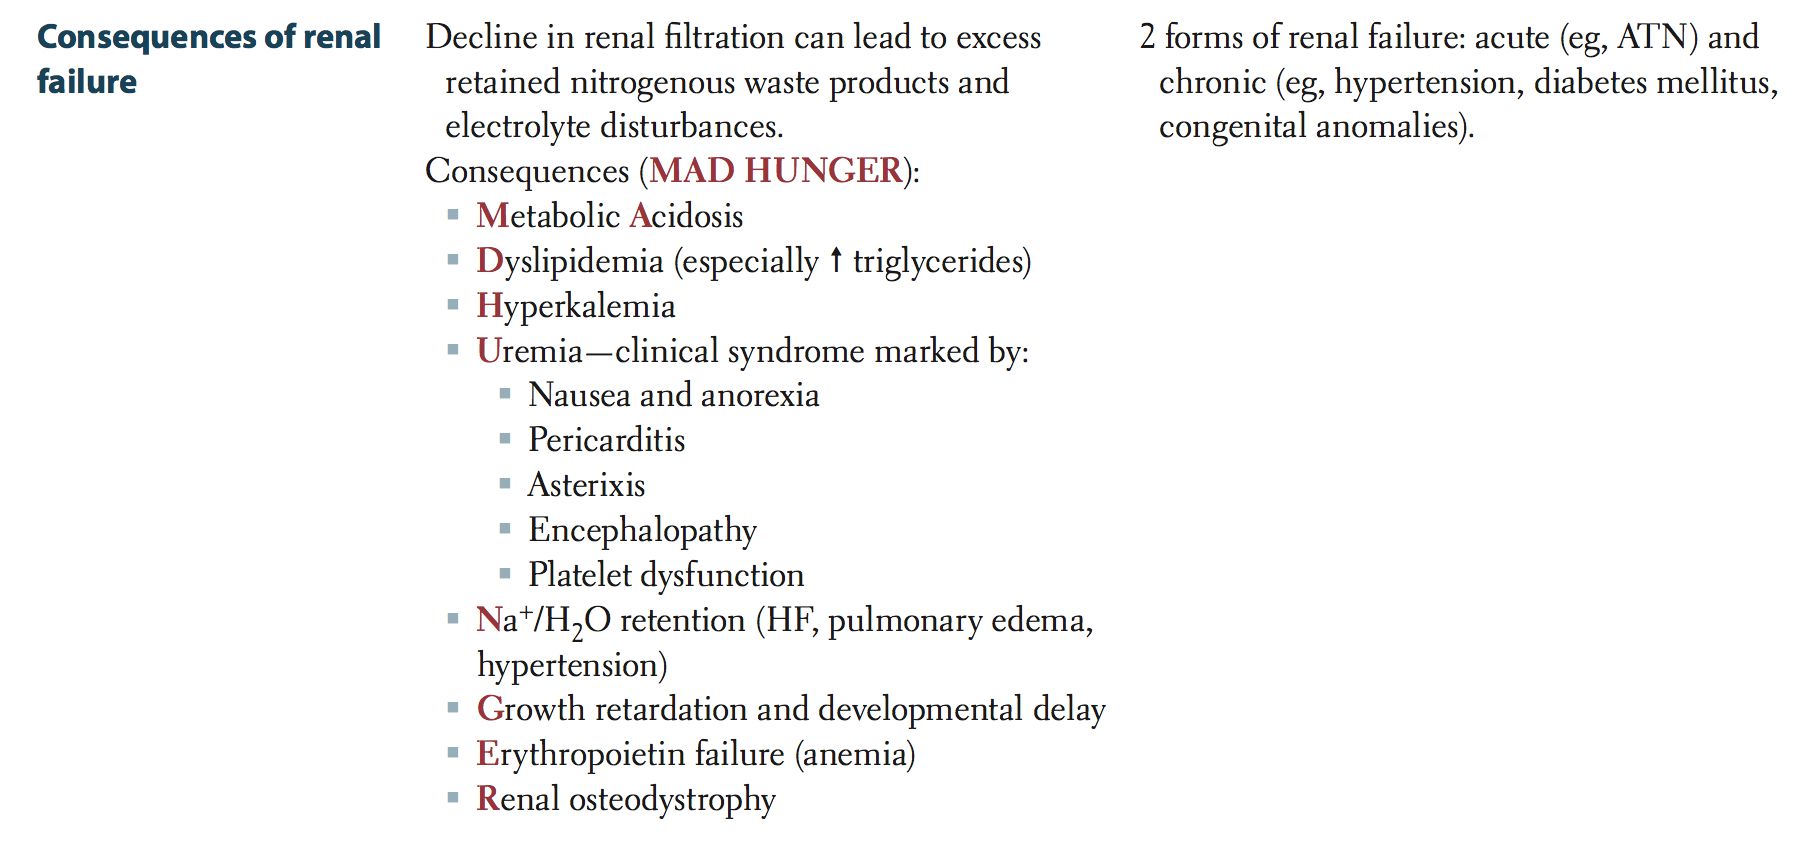 Consequences of renal
failure
Decline in renal filtration can lead to excess
retained nitrogenous waste products and
electrolyte disturbances.
Consequences (MAD HUNGER):
▪ Metabolic Acidosis
▪ Dyslipidemia (especially ↑ triglycerides)
▪ Hyperkalemia
▪ Uremia—clinical syndrome marked by:
▪ Nausea and anorexia
▪ Pericarditis
▪ Asterixis
▪ Encephalopathy
▪ Platelet dysfunction
▪ Na⁺/H₂O retention (HF, pulmonary edema,
hypertension)
▪ Growth retardation and developmental delay
▪ Erythropoietin failure (anemia)
▪ Renal osteodystrophy
2 forms of renal failure: acute (eg, ATN) and
chronic (eg, hypertension, diabetes mellitus,
congenital anomalies).